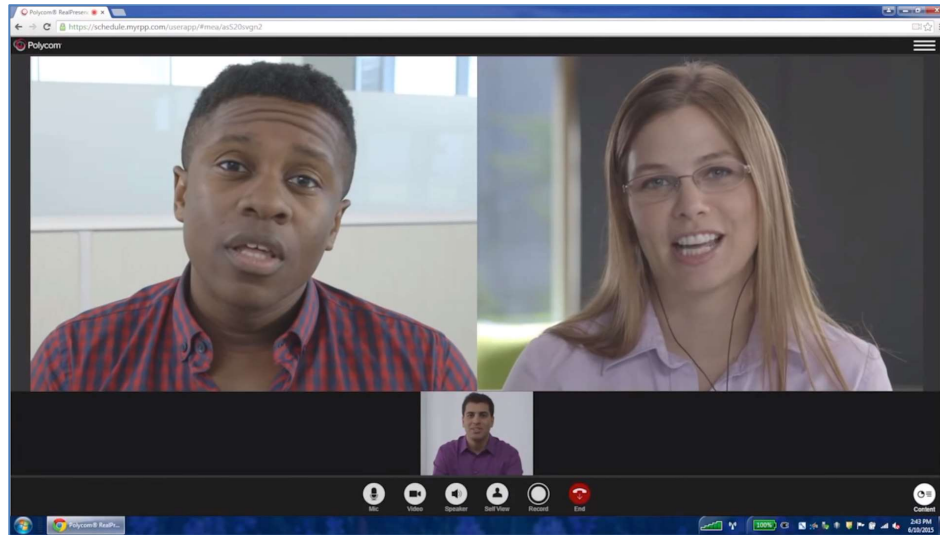 Polycom® RealPresen
https://schedule.myrpp.com/userapp/#mea/as520svgn2
Polycom
Mic
Video
Speaker
Self View
Record
End
Content
Polycom® RealPr...
100%
2:43 PM
6/10/2015